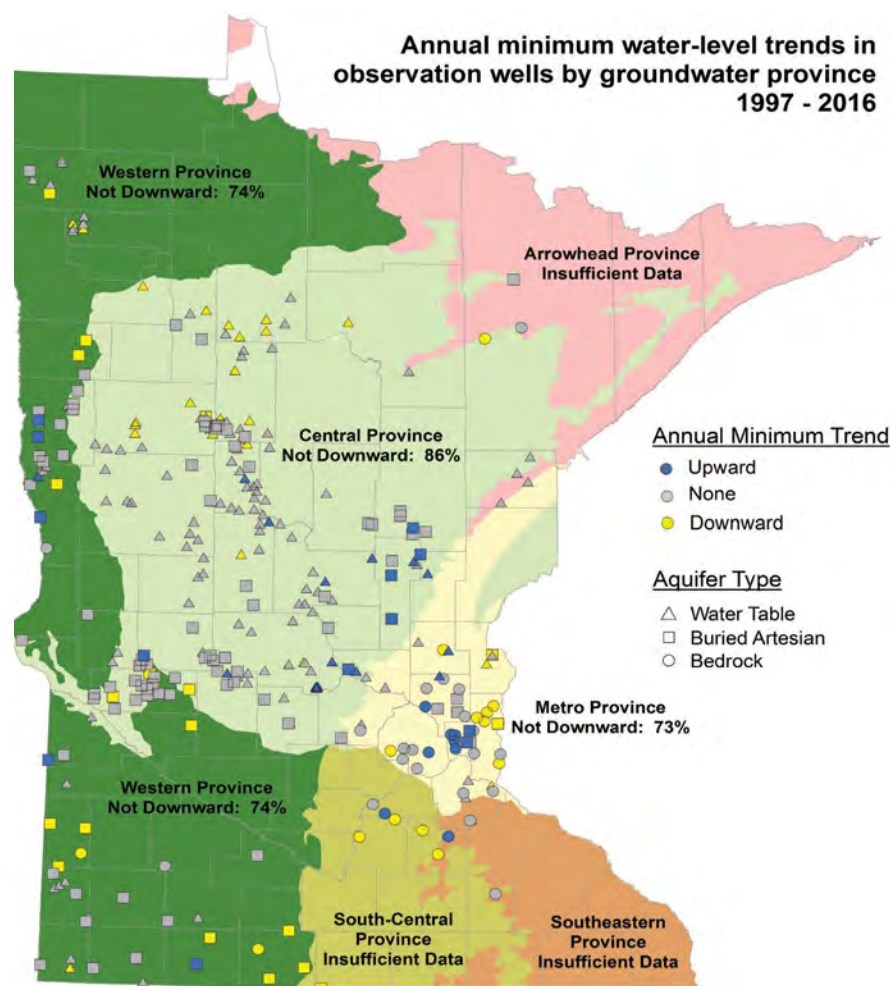 Annual minimum water-level trends in
observation wells by groundwater province
1997 - 2016
Western Province
Not Downward: 74%
Arrowhead Province
Insufficient Data
Central Province
Not Downward: 86%
Annual Minimum Trend
Upward
None
Downward
Aquifer Type
Water Table
Buried Artesian
Bedrock
Metro Province
Not Downward: 73%
Western Province
Not Downward: 74%
South-Central
Province
Insufficient Data
Southeastern
Province
Insufficient Data